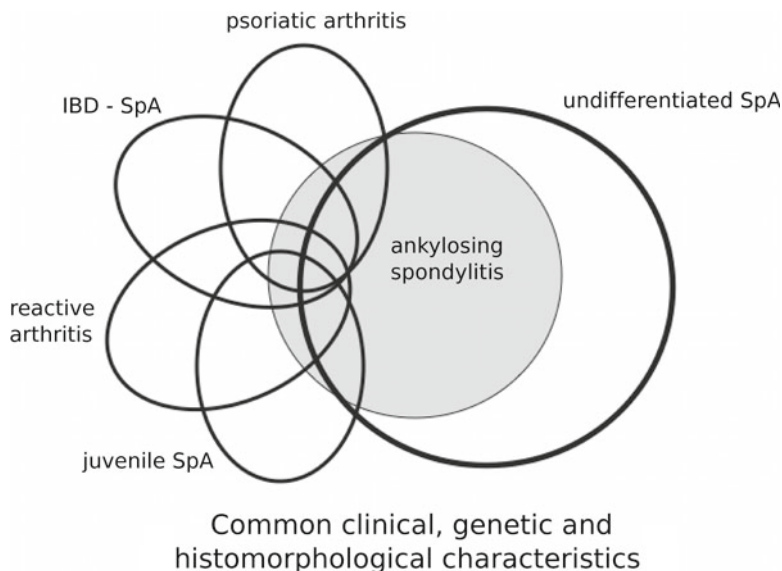 psoriatic arthritis
IBD - SpA
undifferentiated SpA
ankylosing
spondylitis
reactive
arthritis
juvenile SpA
Common clinical, genetic and
histomorphological characteristics